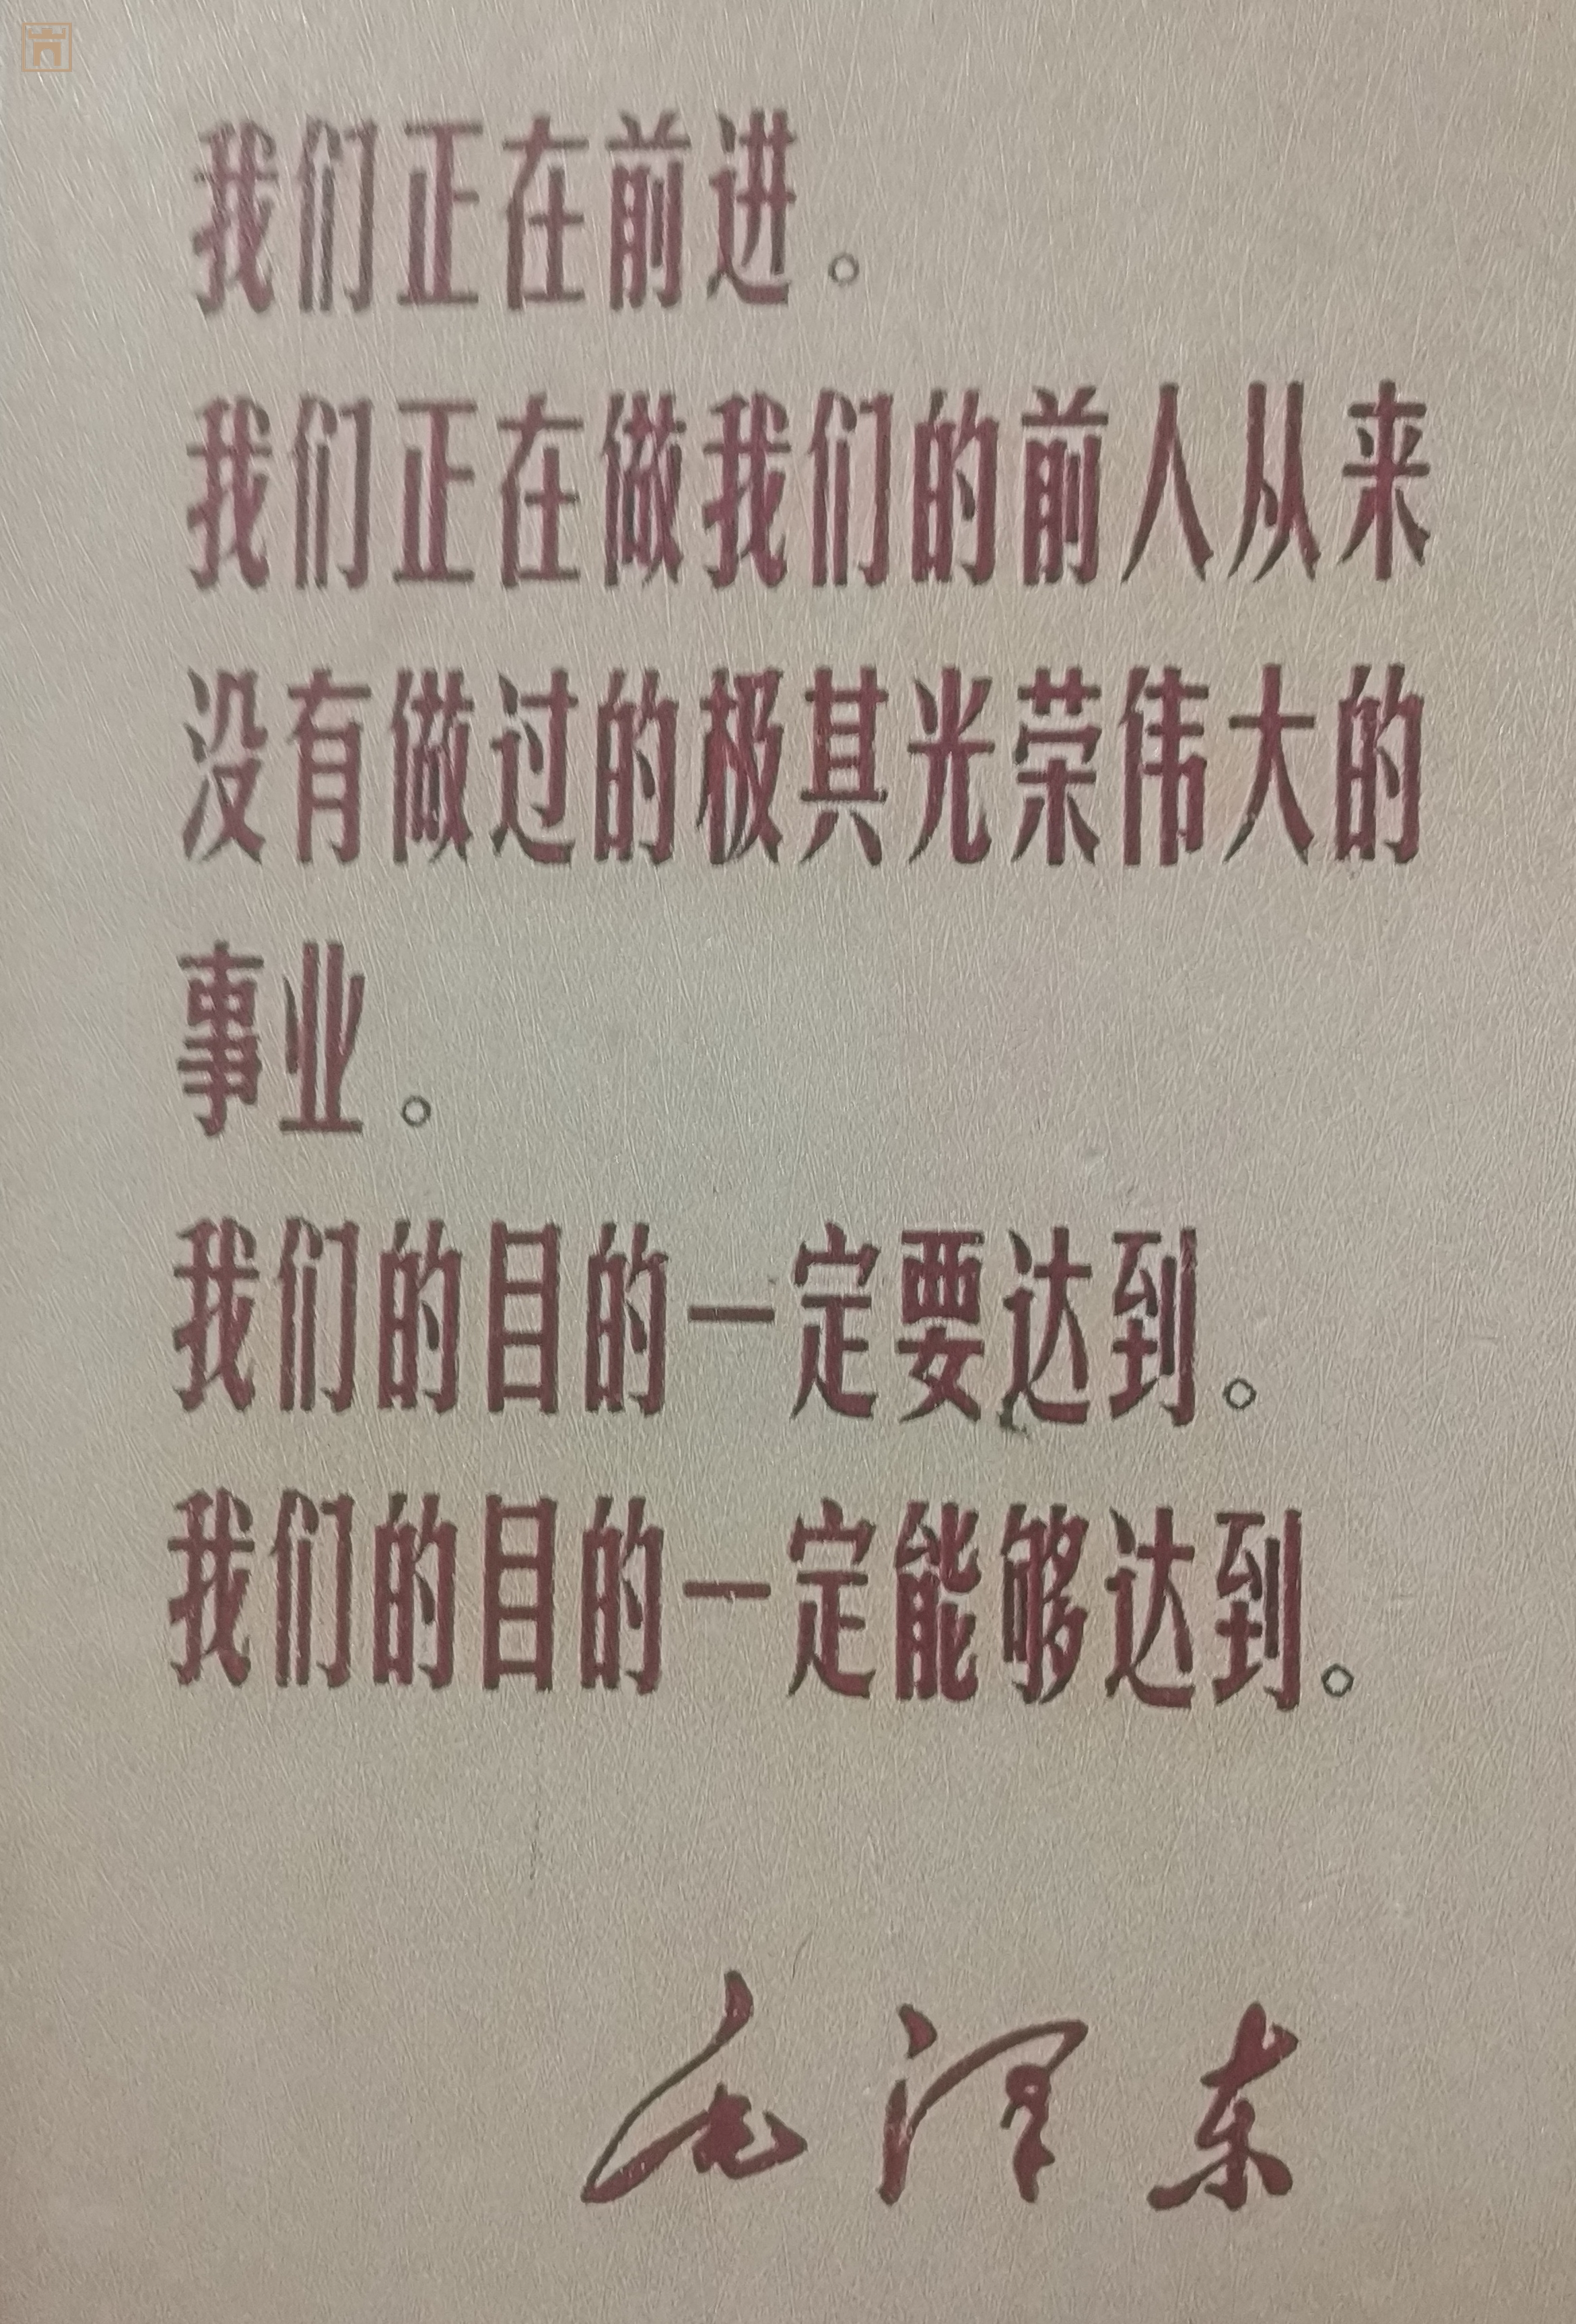 我们正在前进。
我们正在做我们的前人从来
没有做过的极其光荣伟大的
事业。
我们的目的一定要达到。
我们的目的一定能够达到。
毛泽东